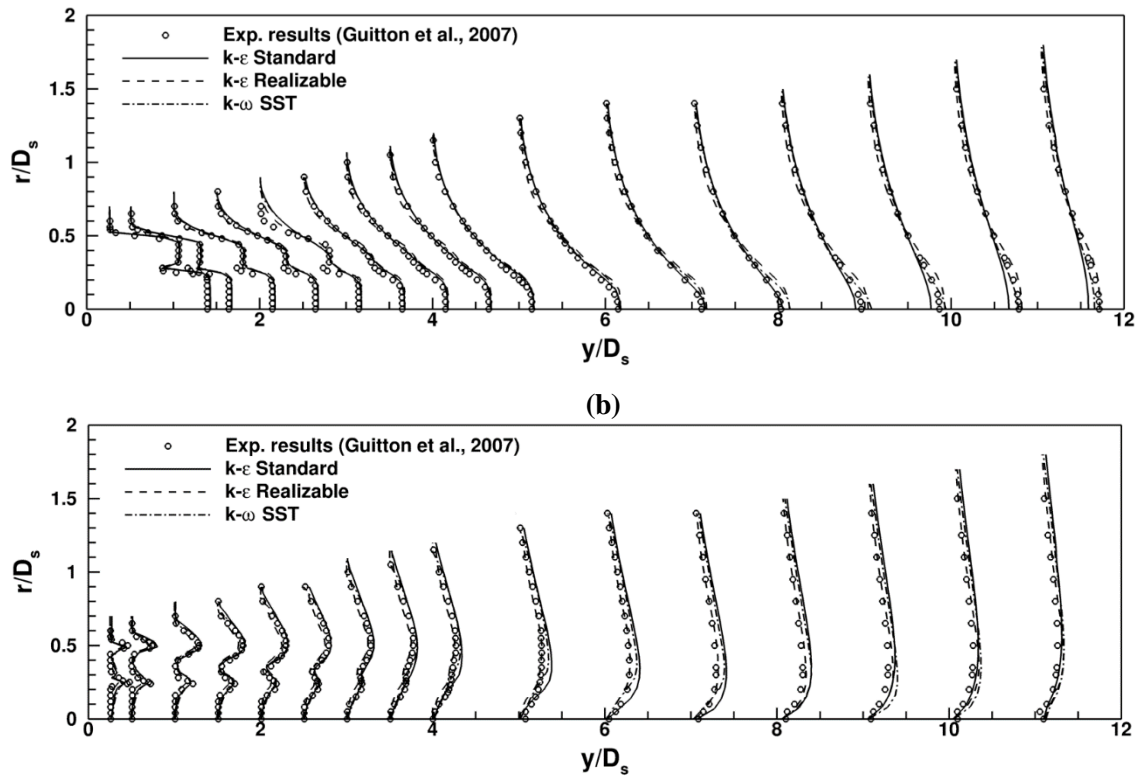 2
Exp. results (Guitton et al., 2007)
k-ε Standard
1.5
k-ε Realizable
k-ω SST
r/Dₛ
1
0.5
0
0 2 4 6 8 10 12
y/Dₛ
(b)
2
Exp. results (Guitton et al., 2007)
k-ε Standard
1.5
k-ε Realizable
k-ω SST
r/Dₛ
1
0.5
0
0 2 4 6 8 10 12
y/Dₛ